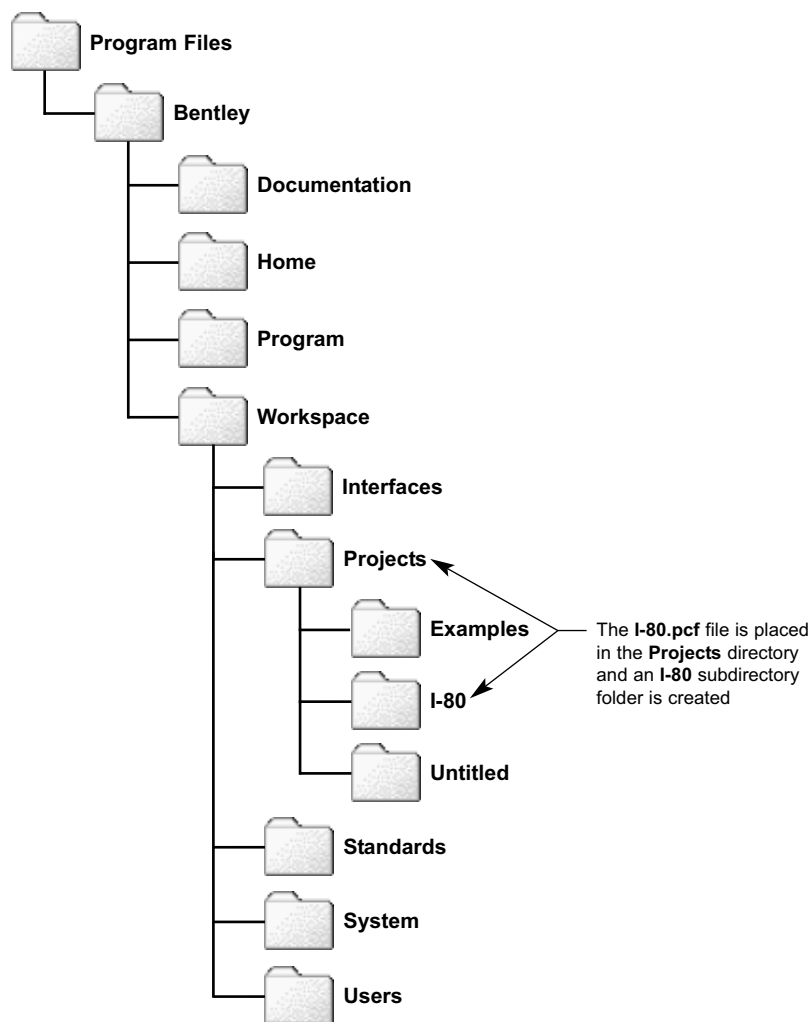 Program Files
Bentley
Documentation
Home
Program
Workspace
Interfaces
Projects
Examples
I-80
Untitled
Standards
System
Users
The I-80.pcf file is placed
in the Projects directory
and an I-80 subdirectory
folder is created